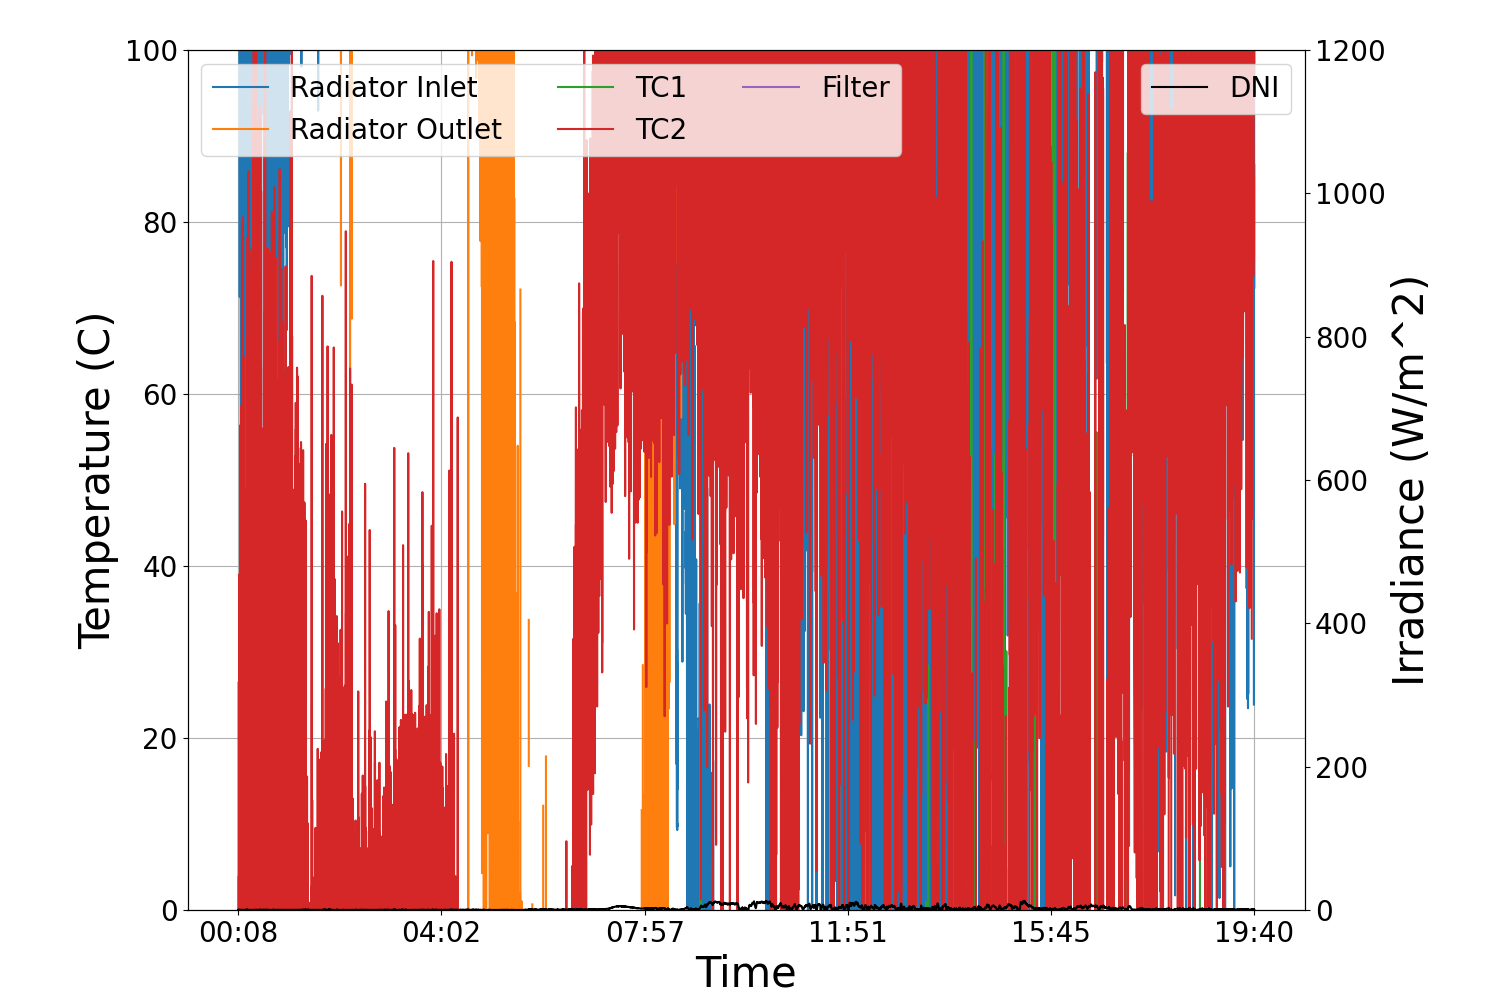 100
80
60
40
20
0
Temperature (C)
Radiator Inlet
Radiator Outlet
TC1
TC2
Filter
DNI
1200
1000
800
600
400
200
0
Irradiance (W/m^2)
00:08 04:02 07:57 11:51 15:45 19:40
Time